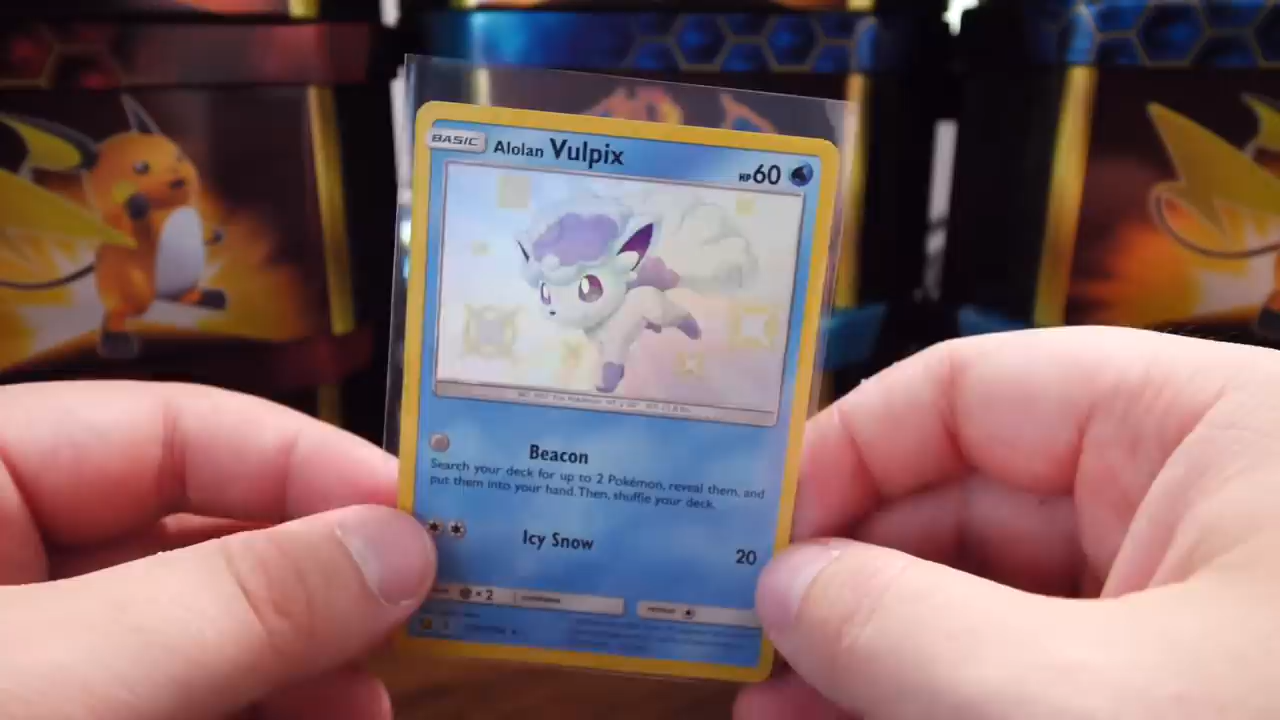 BASIC Alolan Vulpix HP 60
Beacon
Search your deck for up to 2 Pokémon, reveal them, and
put them into your hand. Then, shuffle your deck.
Icy Snow 20
×2